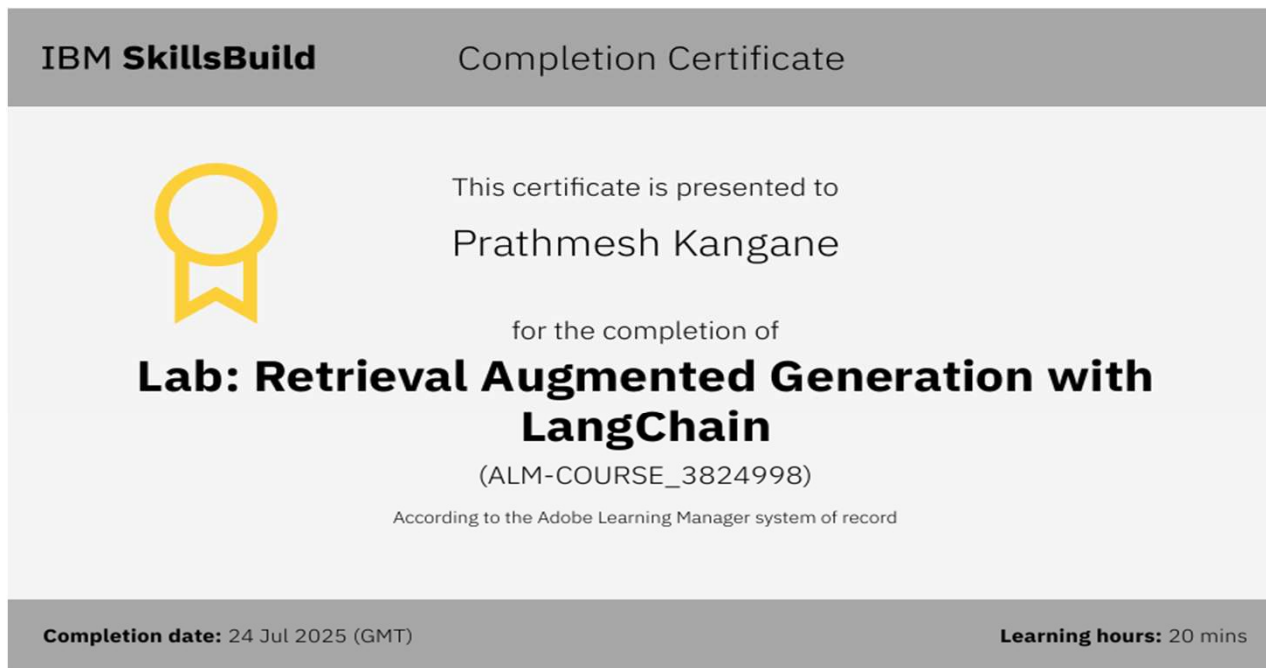 IBM SkillsBuild Completion Certificate
This certificate is presented to
Prathmesh Kangane
for the completion of
Lab: Retrieval Augmented Generation with
LangChain
(ALM-COURSE_3824998)
According to the Adobe Learning Manager system of record
Completion date: 24 Jul 2025 (GMT) Learning hours: 20 mins